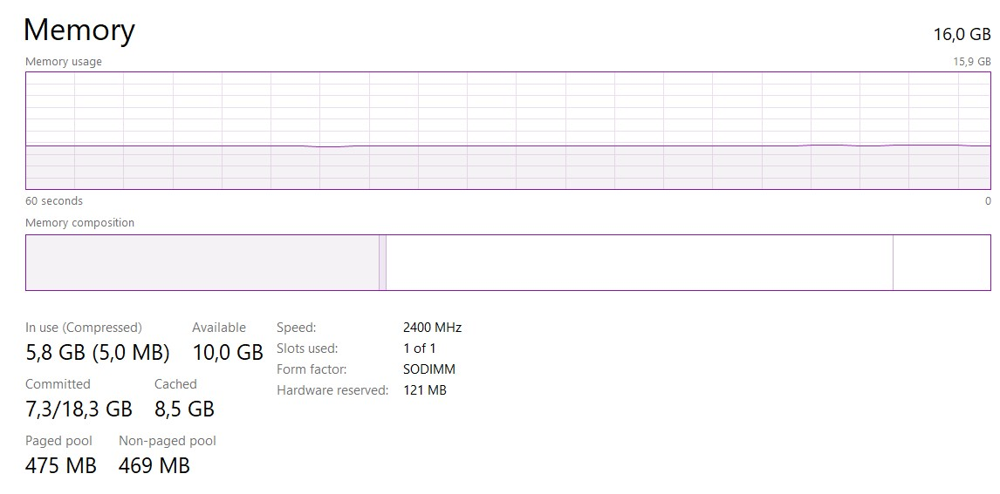 Memory 16,0 GB
Memory usage 15,9 GB
60 seconds 0
Memory composition
In use (Compressed) Available
5,8 GB (5,0 MB) 10,0 GB
Committed Cached
7,3/18,3 GB 8,5 GB
Paged pool Non-paged pool
475 MB 469 MB
Speed: 2400 MHz
Slots used: 1 of 1
Form factor: SODIMM
Hardware reserved: 121 MB